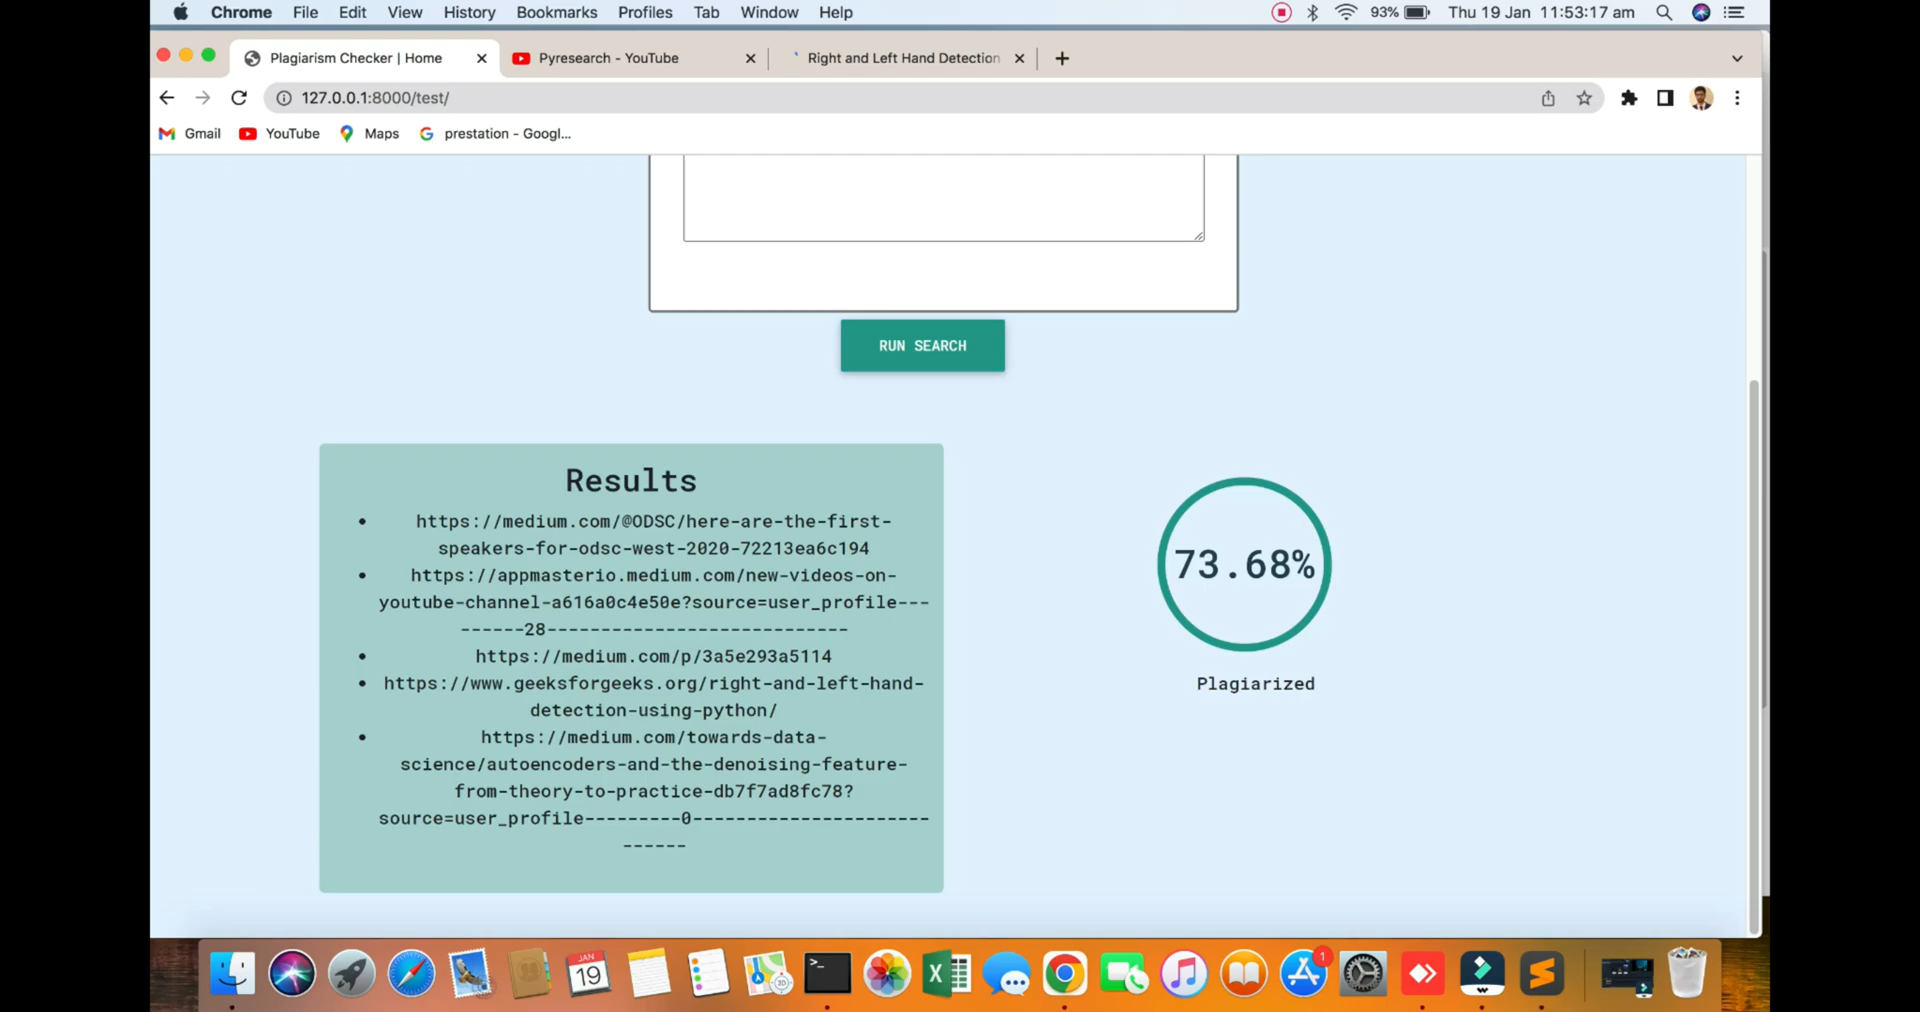 Chrome File Edit View History Bookmarks Profiles Tab Window Help 93% Thu 19 Jan 11:53:17 am
Plagiarism Checker | Home Pyresearch - YouTube Right and Left Hand Detection
127.0.0.1:8000/test/
Gmail YouTube Maps prestation - Googl...
RUN SEARCH
Results
https://medium.com/@ODSC/here-are-the-first-
speakers-for-odsc-west-2020-72213ea6c194
https://appmasterio.medium.com/new-videos-on-
youtube-channel-a616a0c4e50e?source=user_profile---
------28----------------------------
https://medium.com/p/3a5e293a5114
https://www.geeksforgeeks.org/right-and-left-hand-
detection-using-python/
https://medium.com/towards-data-
science/autoencoders-and-the-denoising-feature-
from-theory-to-practice-db7f7ad8fc78?
source=user_profile---------0----------------------
------
73.68%
Plagiarized
JAN
19
3D
>_
X
1